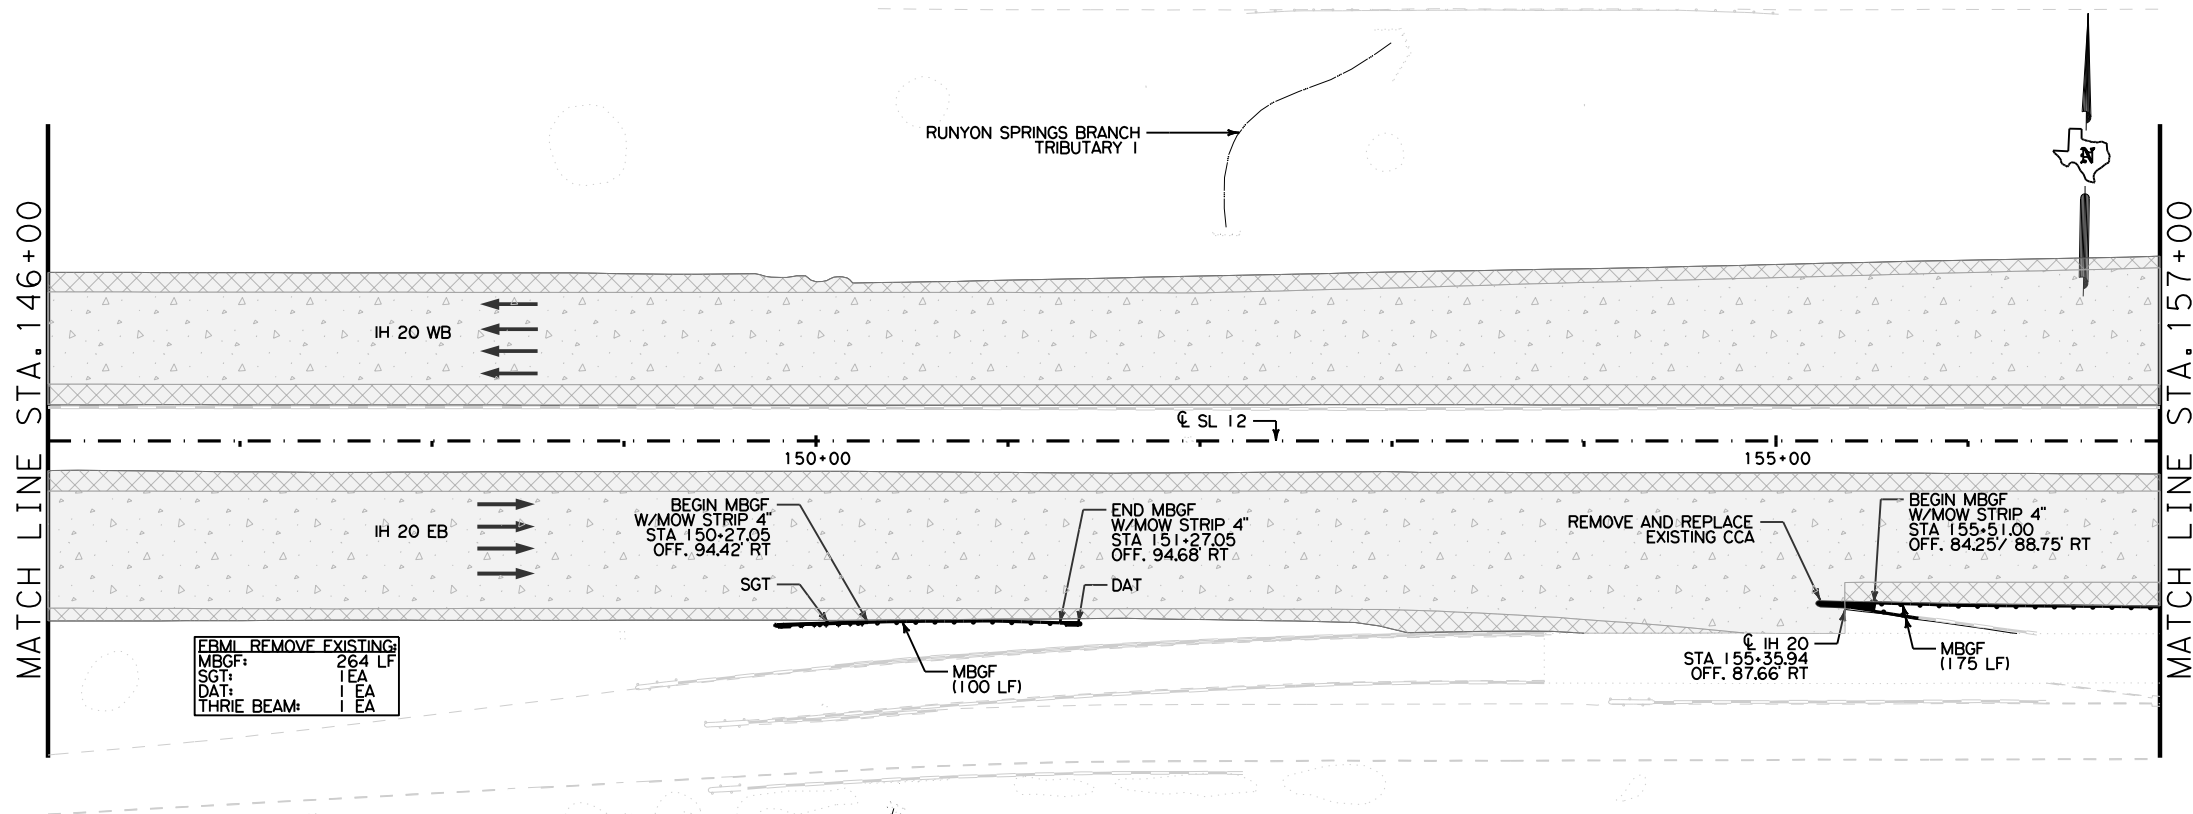 RUNYON SPRINGS BRANCH
TRIBUTARY 1
N
MATCH LINE STA. 146+00
MATCH LINE STA. 157+00
IH 20 WB
℄ SL 12
150+00
155+00
IH 20 EB
BEGIN MBGF
W/MOW STRIP 4"
STA 150+27.05
OFF. 94.42' RT
SGT
END MBGF
W/MOW STRIP 4"
STA 151+27.05
OFF. 94.68' RT
DAT
MBGF
(100 LF)
REMOVE AND REPLACE
EXISTING CCA
BEGIN MBGF
W/MOW STRIP 4"
STA 155+51.00
OFF. 84.25'/ 88.75' RT
℄ IH 20
STA 155+35.94
OFF. 87.66' RT
MBGF
(175 LF)
EBML REMOVE EXISTING:
MBGF: 264 LF
SGT: 1EA
DAT: 1 EA
THRIE BEAM: 1 EA